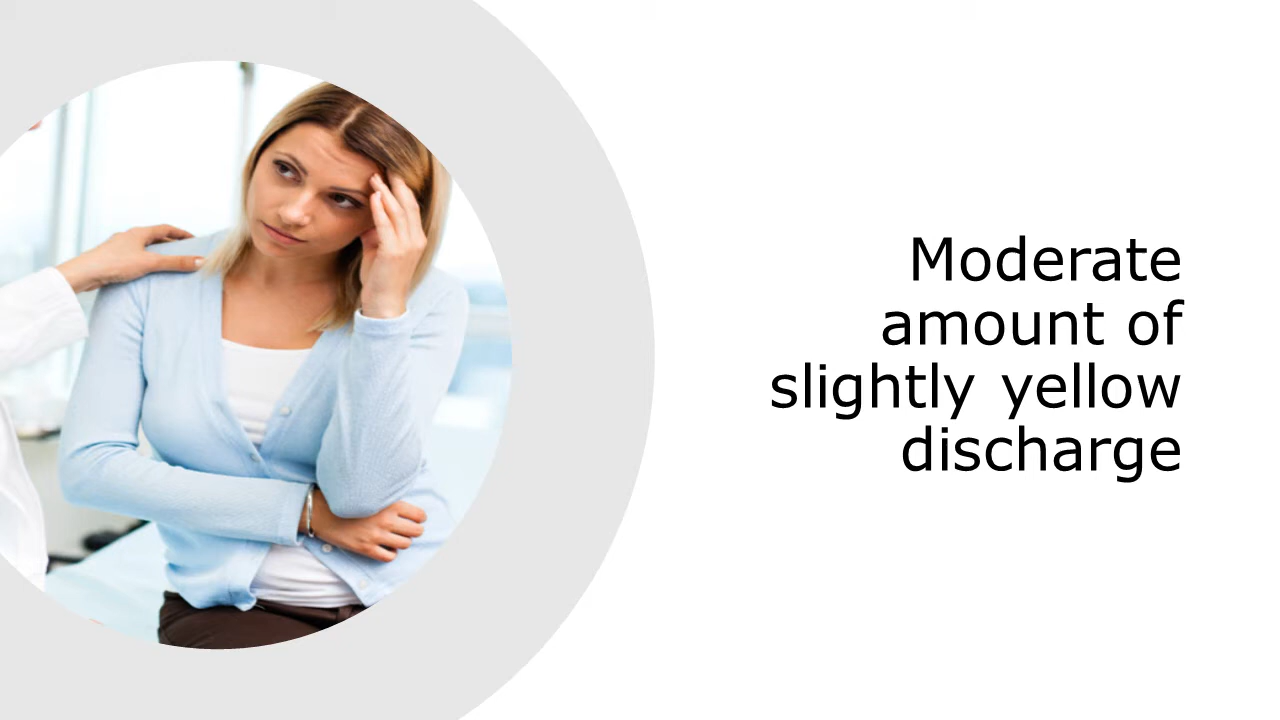 Moderate
amount of
slightly yellow
discharge